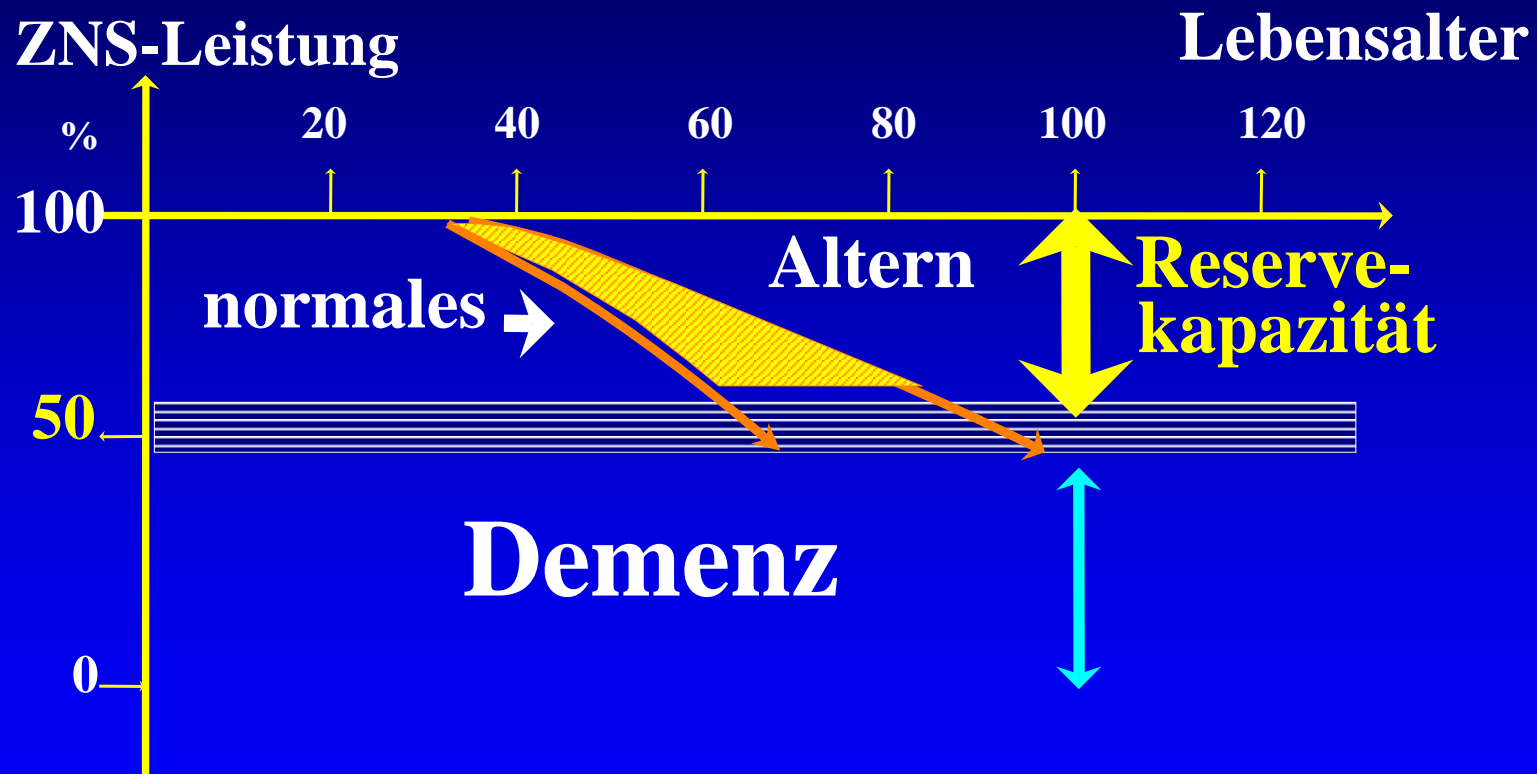 ZNS-Leistung
Lebensalter
%
20 40 60 80 100 120
100
normales
Altern
Reserve-
kapazität
50
Demenz
0